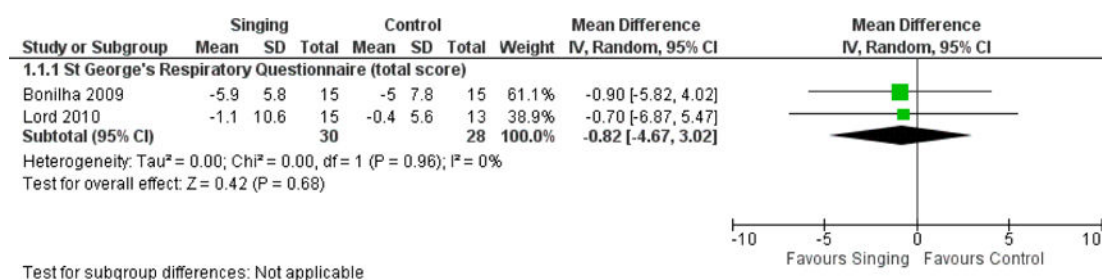 Singing Control Mean Difference Mean Difference
Study or Subgroup Mean SD Total Mean SD Total Weight IV, Random, 95% CI IV, Random, 95% CI
1.1.1 St George's Respiratory Questionnaire (total score)
Bonilha 2009 -5.9 5.8 15 -5 7.8 15 61.1% -0.90 [-5.82, 4.02]
Lord 2010 -1.1 10.6 15 -0.4 5.6 13 38.9% -0.70 [-6.87, 5.47]
Subtotal (95% CI) 30 28 100.0% -0.82 [-4.67, 3.02]
Heterogeneity: Tau² = 0.00; Chi² = 0.00, df = 1 (P = 0.96); I² = 0%
Test for overall effect: Z = 0.42 (P = 0.68)
-10 -5 0 5 10
Favours Singing Favours Control
Test for subgroup differences: Not applicable